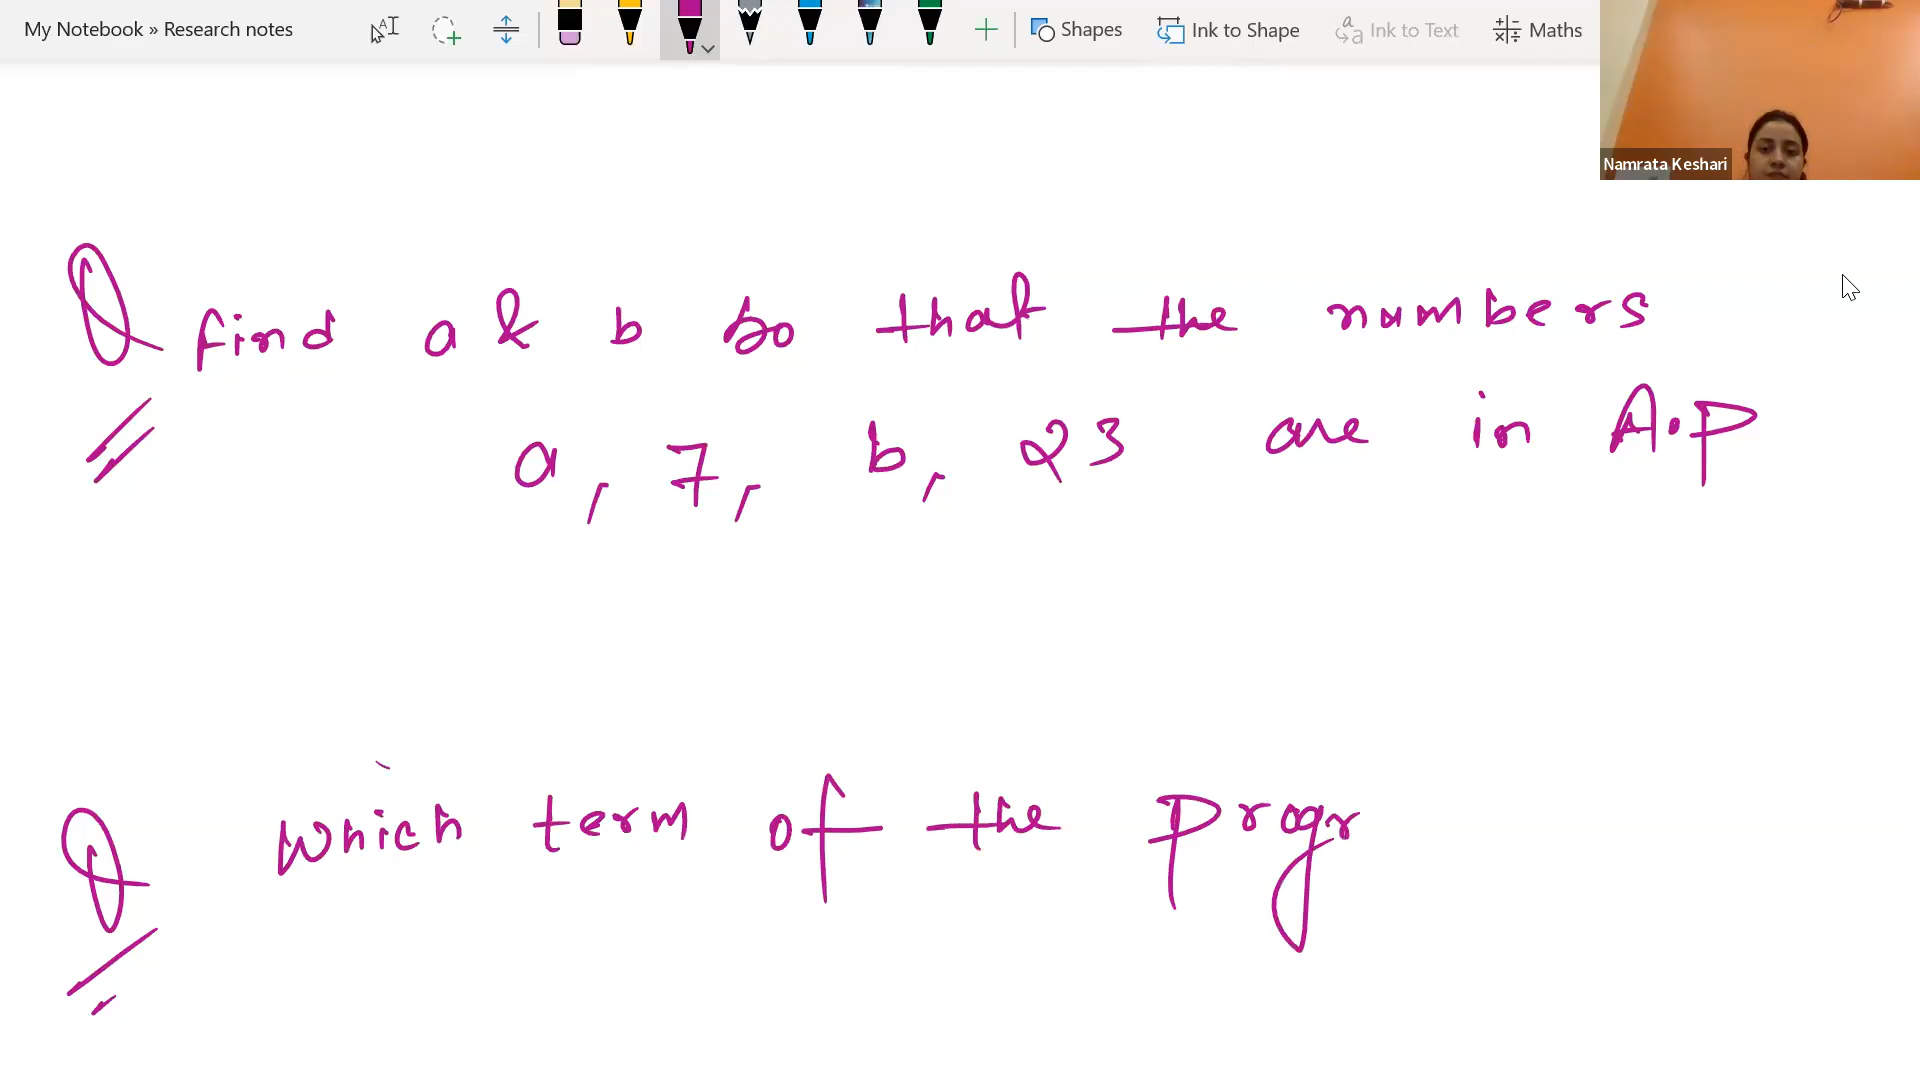 My Notebook » Research notes
Shapes Ink to Shape Ink to Text Maths
Namrata Keshari
Q find a & b so that the numbers
a, 7, b, 23 are in A.P
Q which term of the Progr